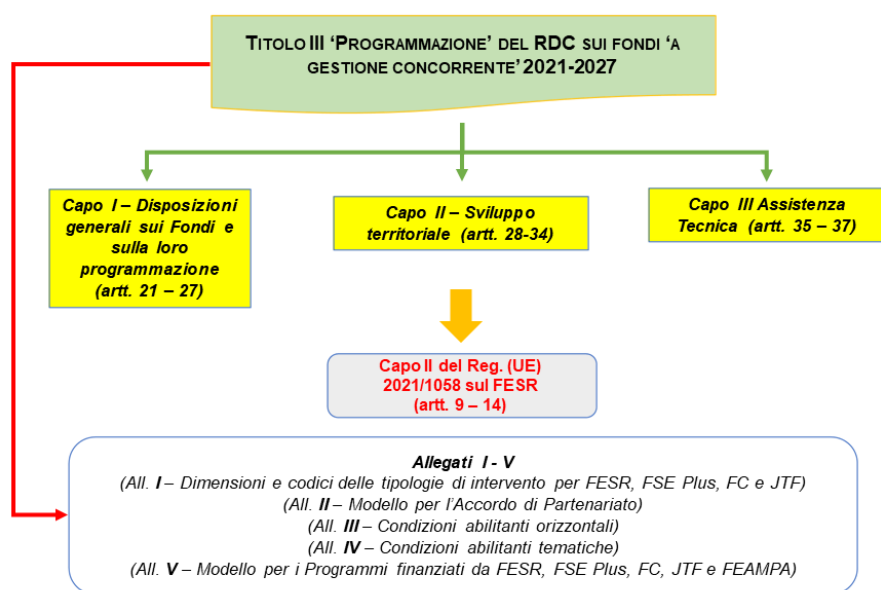 TITOLO III ‘PROGRAMMAZIONE’ DEL RDC SUI FONDI ‘A
GESTIONE CONCORRENTE’ 2021-2027
Capo I – Disposizioni
generali sui Fondi e
sulla loro
programmazione
(artt. 21 – 27)
Capo II – Sviluppo
territoriale (artt. 28-34)
Capo III Assistenza
Tecnica (artt. 35 – 37)
Capo II del Reg. (UE)
2021/1058 sul FESR
(artt. 9 – 14)
Allegati I - V
(All. I – Dimensioni e codici delle tipologie di intervento per FESR, FSE Plus, FC e JTF)
(All. II – Modello per l’Accordo di Partenariato)
(All. III – Condizioni abilitanti orizzontali)
(All. IV – Condizioni abilitanti tematiche)
(All. V – Modello per i Programmi finanziati da FESR, FSE Plus, FC, JTF e FEAMPA)